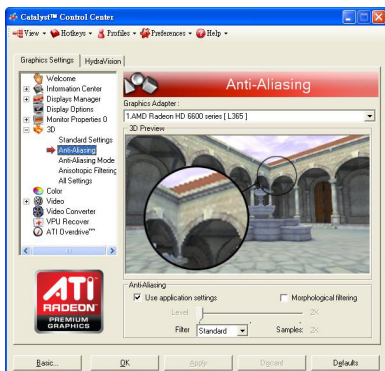 Catalyst™ Control Center
View Hotkeys Profiles Preferences Help
Graphics Settings HydraVision
Welcome
Information Center
Displays Manager
Display Options
Monitor Properties 0
3D
Standard Settings
Anti-Aliasing
Anti-Aliasing Mode
Anisotropic Filtering
All Settings
Color
Video
Video Converter
VPU Recover
ATI Overdrive™
ATI
RADEON
PREMIUM
GRAPHICS
Anti-Aliasing
Graphics Adapter :
1.AMD Radeon HD 6600 series [ L365 ]
3D Preview
Anti-Aliasing
Use application settings Morphological filtering
Level 2X
Filter Standard Samples: 2X
Basic... OK Apply Discard Defaults